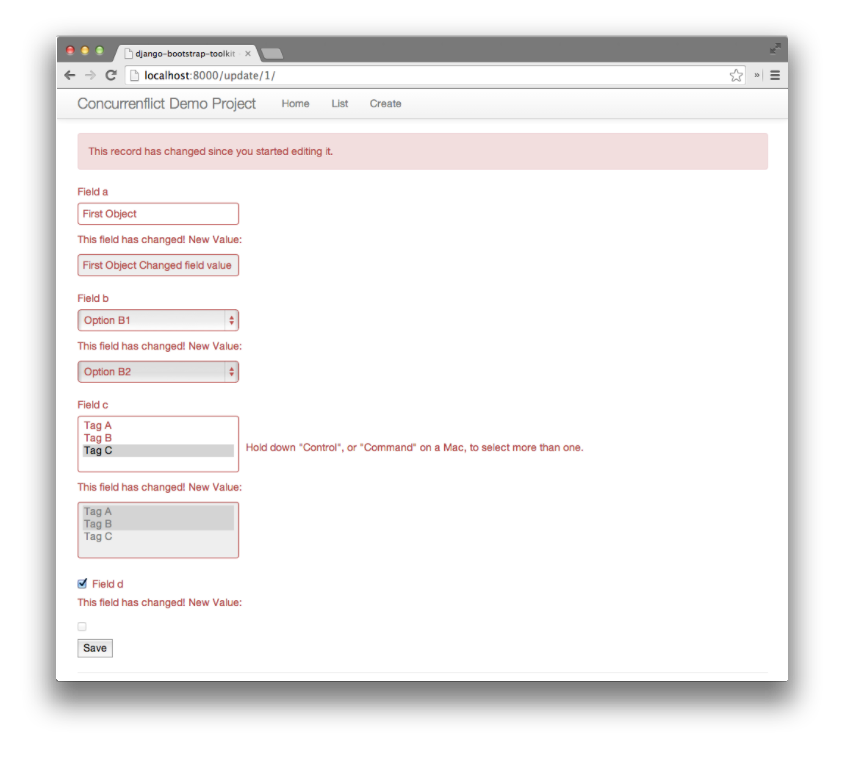 django-bootstrap-toolkit
localhost:8000/update/1/
Concurrenflict Demo Project Home List Create
This record has changed since you started editing it.
Field a
First Object
This field has changed! New Value:
First Object Changed field value
Field b
Option B1
This field has changed! New Value:
Option B2
Field c
Tag A
Tag B
Tag C
Hold down "Control", or "Command" on a Mac, to select more than one.
This field has changed! New Value:
Tag A
Tag B
Tag C
Field d
This field has changed! New Value:
Save